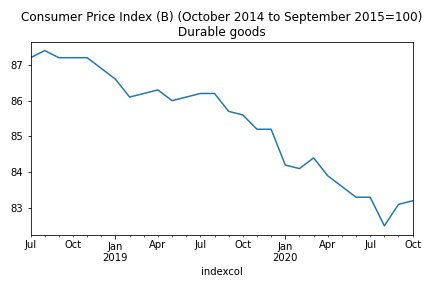 Consumer Price Index (B) (October 2014 to September 2015=100)
Durable goods
87
86
85
84
83
Jul Oct Jan Apr Jul Oct Jan Apr Jul Oct
2019 2020
indexcol